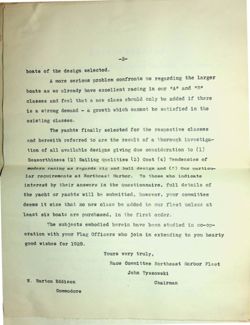 -2-
boats of the design selected.
A more serious problem confronts us regarding the larger
boats as we already have excellent racing in our "A" and "B"
classes and feel that a new class should only be added if there
is a strong demand - a growth which cannot be satisfied in the
existing classes.
The yachts finally selected for the respective classes
and herewith referred to are the result of a thorough investiga-
tion of all available designs giving due consideration to (1)
Seaworthiness (2) Sailing qualities (3) Cost (4) Tendencies of
modern racing as regards rig and hull design and (5) Our particu-
lar requirements at Northeast Harbor. To those who indicate
interest by their answers in the questionnaire, full details of
the yacht or yachts will be submitted, however, your committee
deems it wise that no new class be added to our fleet unless at
least six boats are purchased, in the first order.
The subjects embodied herein have been studied in co-op-
eration with your Flag Officers who join in extending to you hearty
good wishes for 1928.
Yours very truly,
Race Committee Northeast Harbor Fleet
John Tyssowski
Chairman
W. Barton Eddison
Commodore